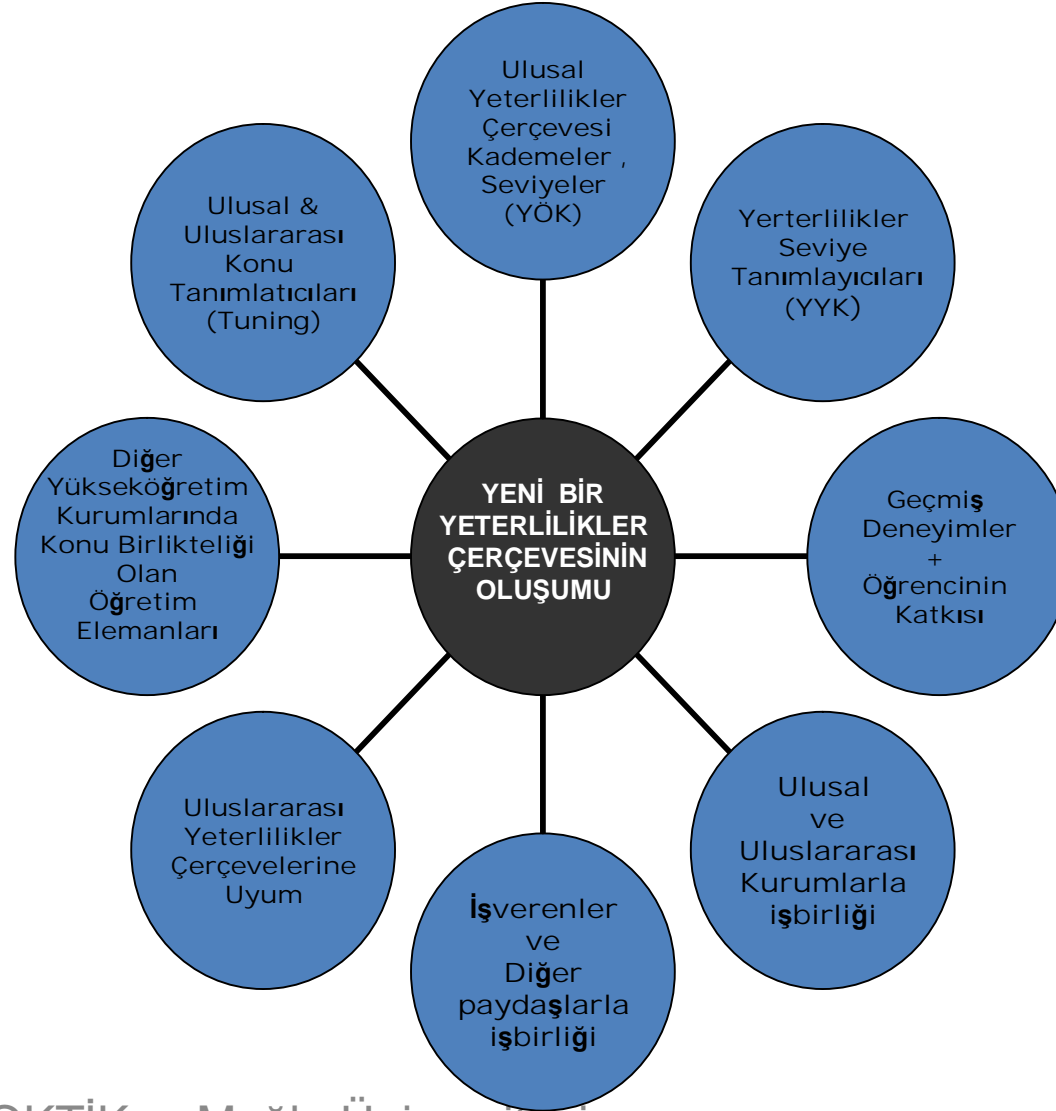 Ulusal
Yeterlilikler
Çerçevesi
Kademeler ,
Seviyeler
(YÖK)
Yerterlilikler
Seviye
Tanımlayıcıları
(YYK)
Geçmiş
Deneyimler
+
Öğrencinin
Katkısı
Ulusal
ve
Uluslararası
Kurumlarla
işbirliği
İşverenler
ve
Diğer
paydaşlarla
işbirliği
Uluslararası
Yeterlilikler
Çerçevelerine
Uyum
Diğer
Yükseköğretim
Kurumlarında
Konu Birlikteliği
Olan
Öğretim
Elemanları
Ulusal &
Uluslararası
Konu
Tanımlatıcıları
(Tuning)
YENİ BİR
YETERLİLİKLER
ÇERÇEVESİNİN
OLUŞUMU